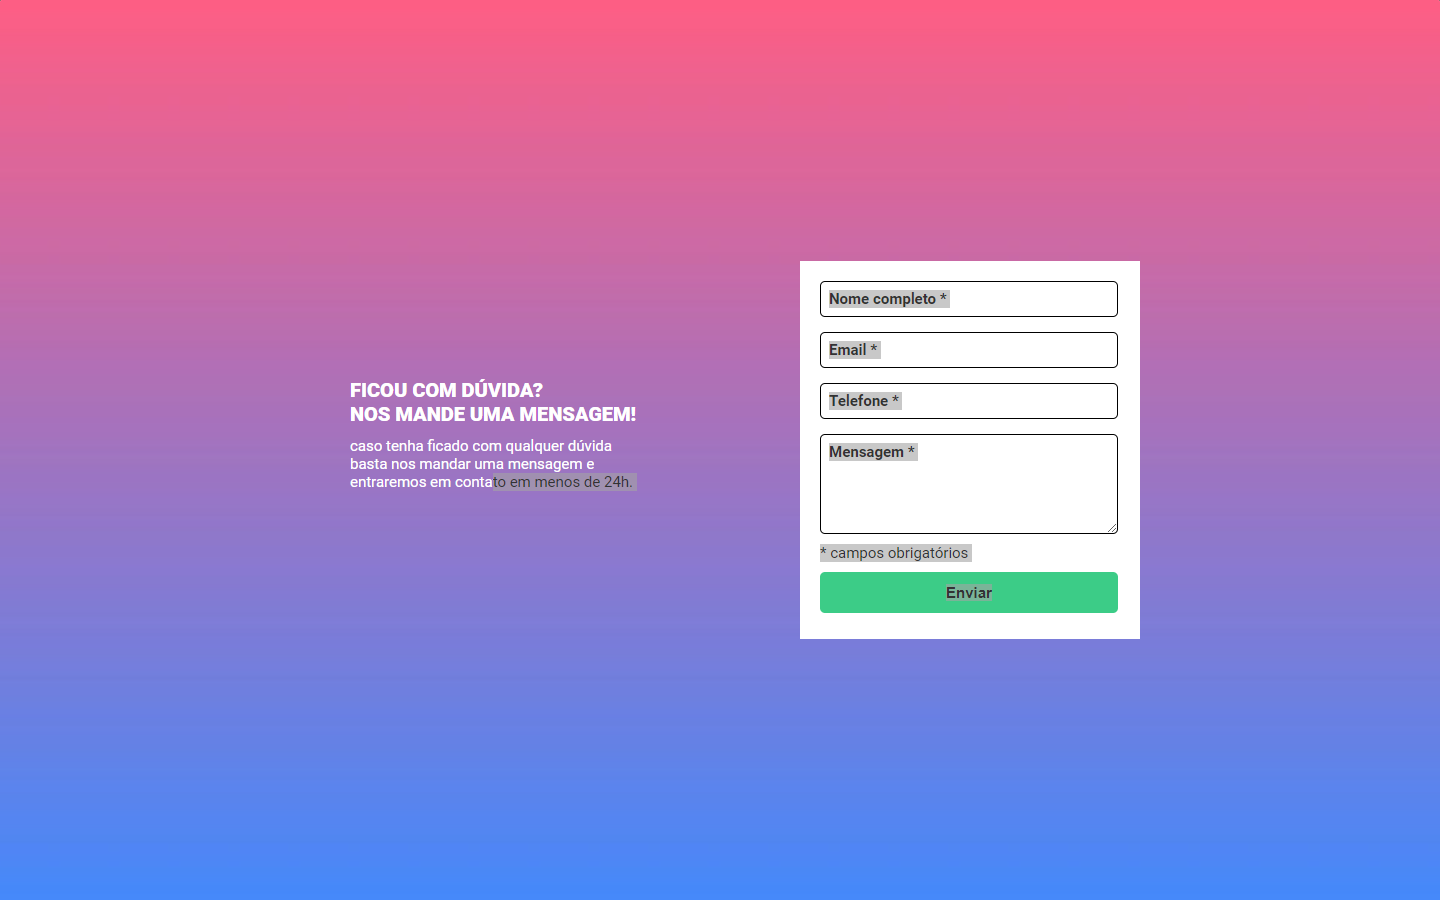 FICOU COM DÚVIDA?
NOS MANDE UMA MENSAGEM!
caso tenha ficado com qualquer dúvida
basta nos mandar uma mensagem e
entraremos em contato em menos de 24h.
Nome completo *
Email *
Telefone *
Mensagem *
* campos obrigatórios
Enviar